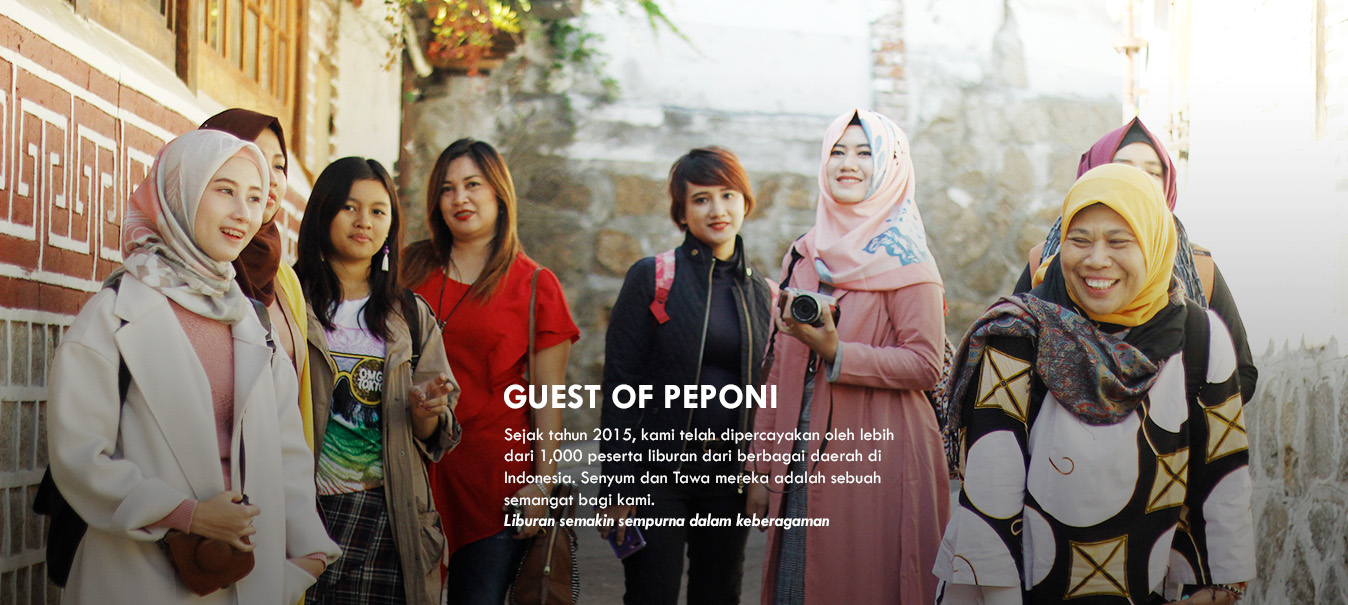 OMG
TOKYO
GUEST OF PEPONI
Sejak tahun 2015, kami telah dipercayakan oleh lebih
dari 1,000 peserta liburan dari berbagai daerah di
Indonesia. Senyum dan Tawa mereka adalah sebuah
semangat bagi kami.
Liburan semakin sempurna dalam keberagaman